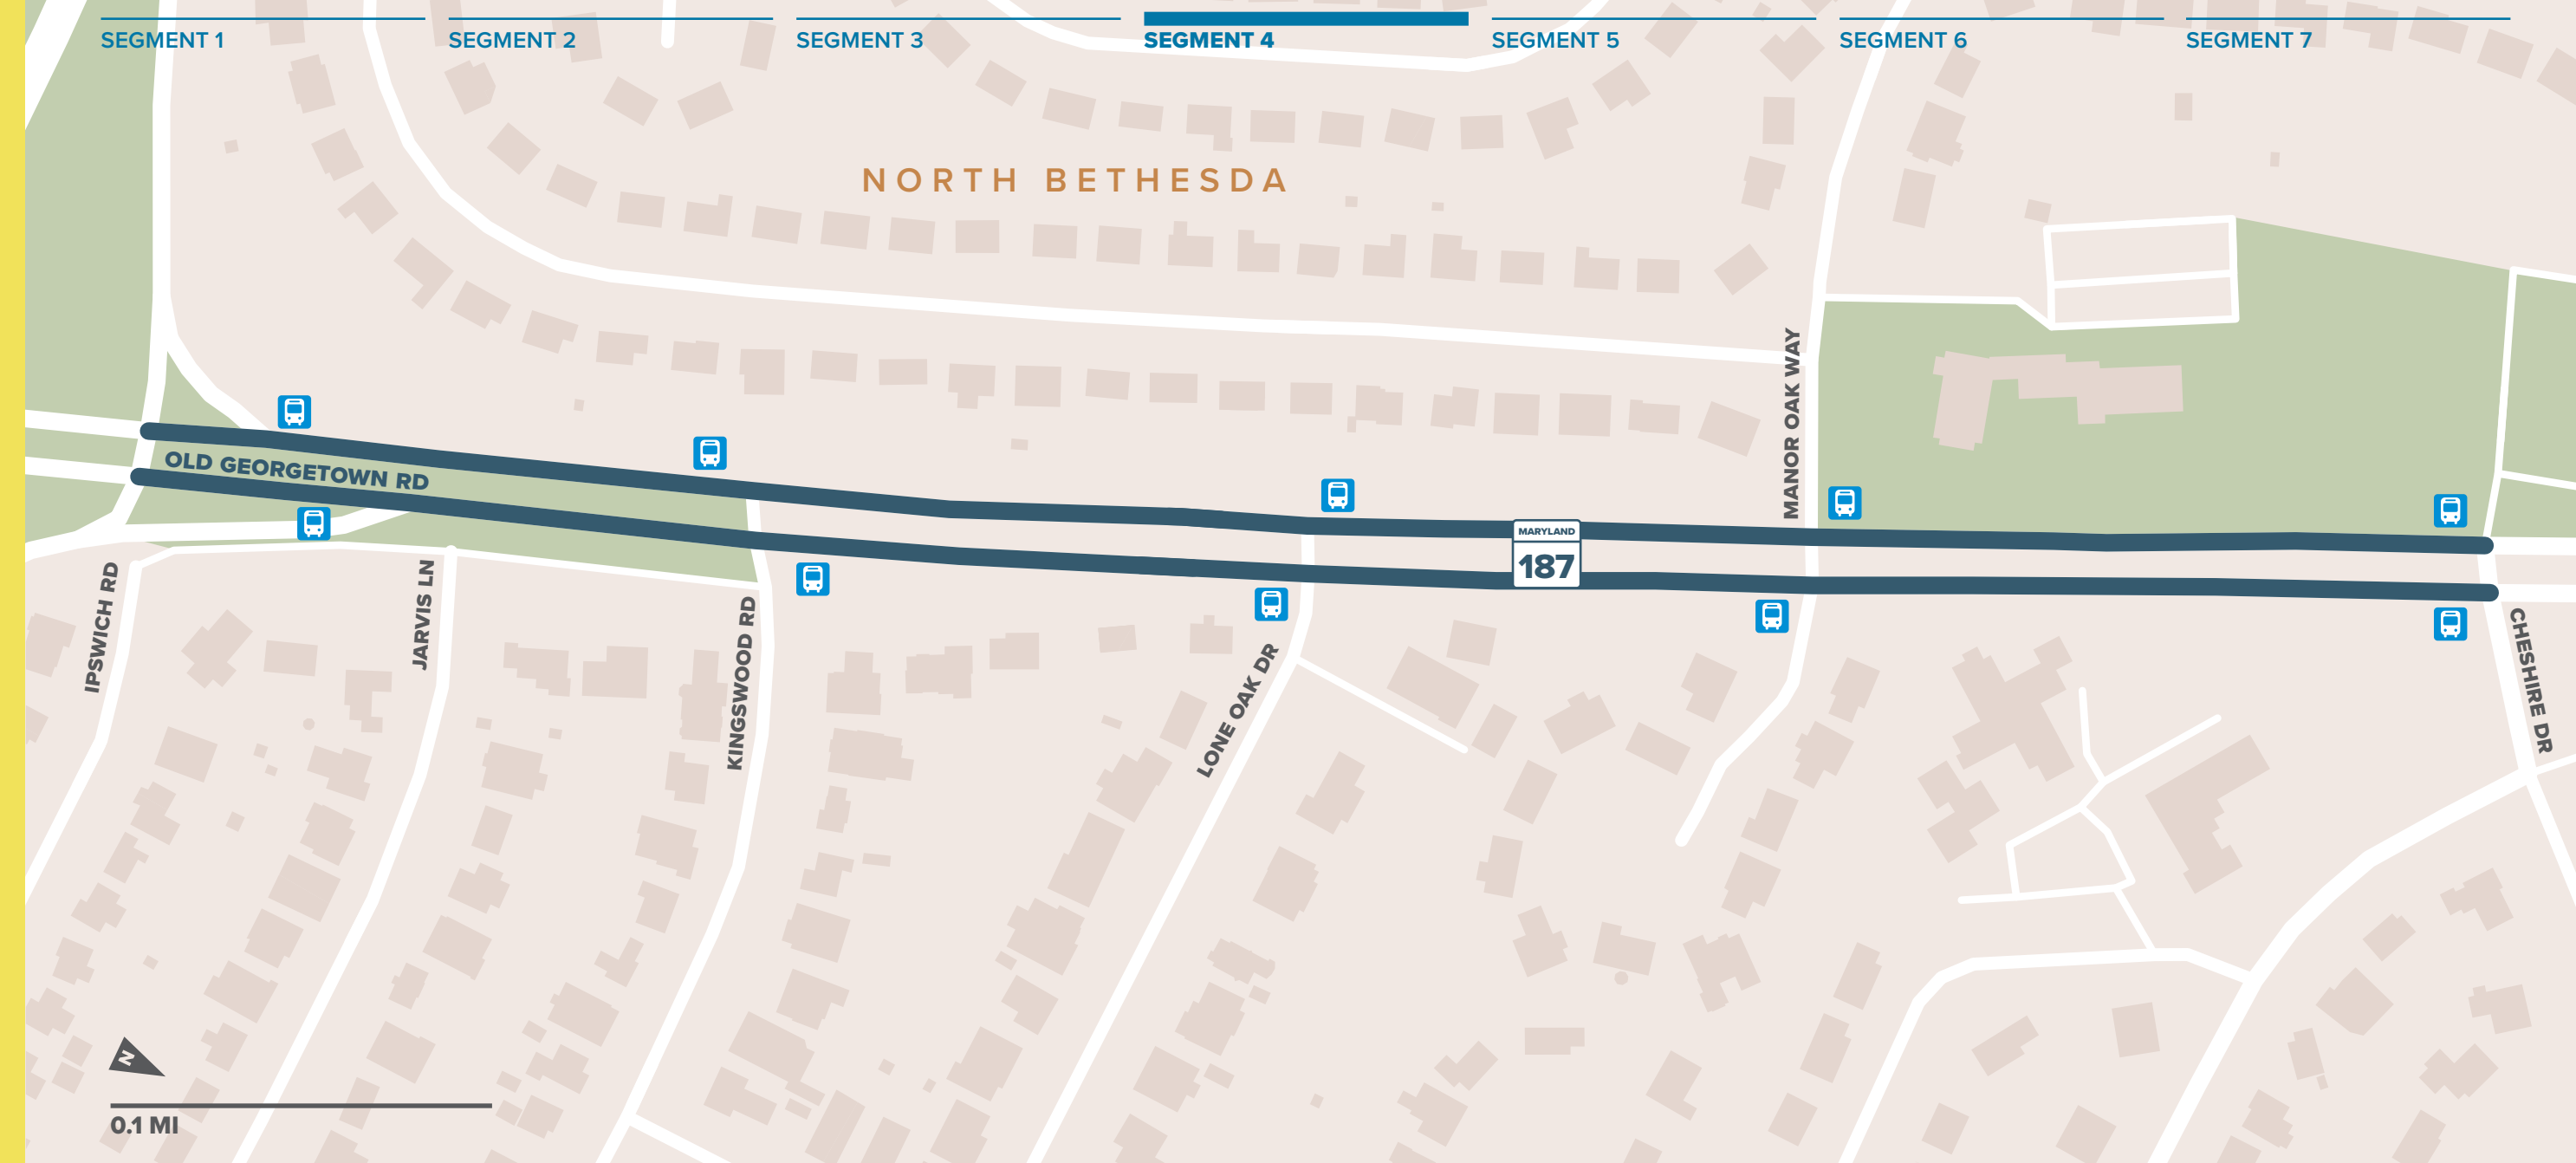 SEGMENT 1
SEGMENT 2
SEGMENT 3
SEGMENT 4
SEGMENT 5
SEGMENT 6
SEGMENT 7
NORTH BETHESDA
MANOR OAK WAY
OLD GEORGETOWN RD
MARYLAND
187
IPSWICH RD
JARVIS LN
KINGSWOOD RD
LONE OAK DR
CHESHIRE DR
N
0.1 MI